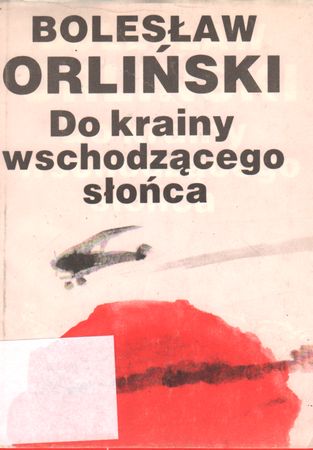 BOLESŁAW
ORLIŃSKI
Do krainy
wschodzącego
słońca